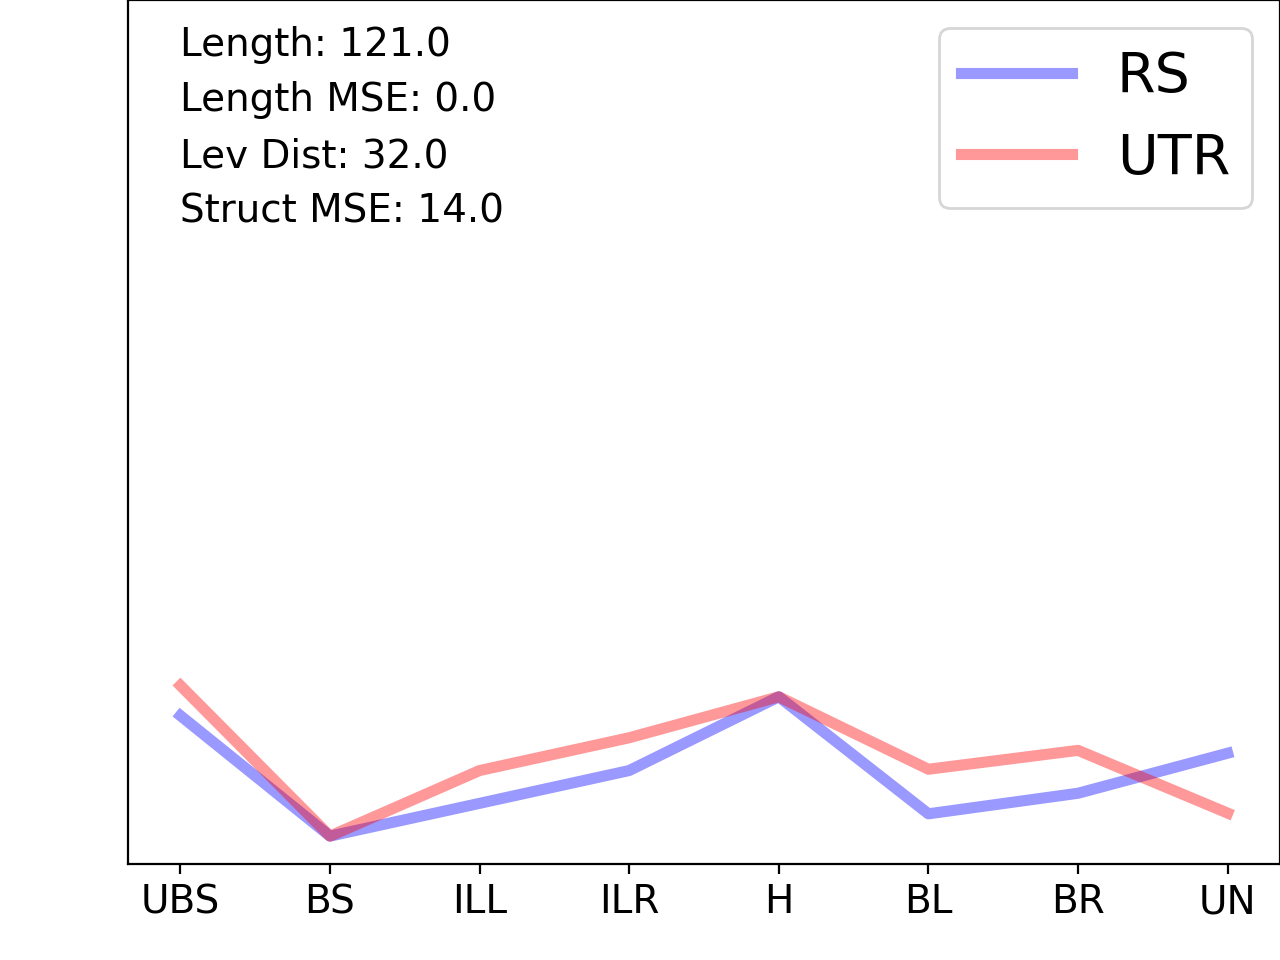 Length: 121.0
Length MSE: 0.0
Lev Dist: 32.0
Struct MSE: 14.0
RS
UTR
UBS BS ILL ILR H BL BR UN